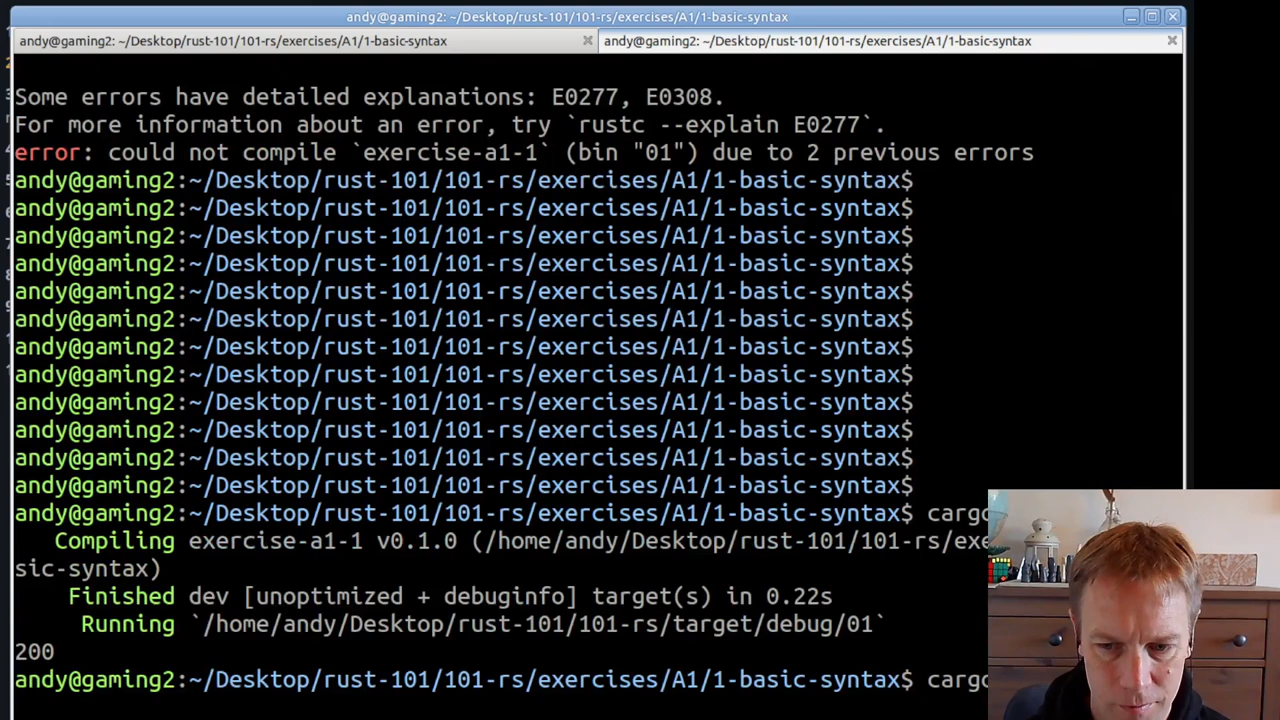 andy@gaming2: ~/Desktop/rust-101/101-rs/exercises/A1/1-basic-syntax
andy@gaming2: ~/Desktop/rust-101/101-rs/exercises/A1/1-basic-syntax
andy@gaming2: ~/Desktop/rust-101/101-rs/exercises/A1/1-basic-syntax
Some errors have detailed explanations: E0277, E0308.
For more information about an error, try `rustc --explain E0277`.
error: could not compile `exercise-a1-1` (bin "01") due to 2 previous errors
andy@gaming2:~/Desktop/rust-101/101-rs/exercises/A1/1-basic-syntax$
andy@gaming2:~/Desktop/rust-101/101-rs/exercises/A1/1-basic-syntax$
andy@gaming2:~/Desktop/rust-101/101-rs/exercises/A1/1-basic-syntax$
andy@gaming2:~/Desktop/rust-101/101-rs/exercises/A1/1-basic-syntax$
andy@gaming2:~/Desktop/rust-101/101-rs/exercises/A1/1-basic-syntax$
andy@gaming2:~/Desktop/rust-101/101-rs/exercises/A1/1-basic-syntax$
andy@gaming2:~/Desktop/rust-101/101-rs/exercises/A1/1-basic-syntax$
andy@gaming2:~/Desktop/rust-101/101-rs/exercises/A1/1-basic-syntax$
andy@gaming2:~/Desktop/rust-101/101-rs/exercises/A1/1-basic-syntax$
andy@gaming2:~/Desktop/rust-101/101-rs/exercises/A1/1-basic-syntax$
andy@gaming2:~/Desktop/rust-101/101-rs/exercises/A1/1-basic-syntax$
andy@gaming2:~/Desktop/rust-101/101-rs/exercises/A1/1-basic-syntax$
andy@gaming2:~/Desktop/rust-101/101-rs/exercises/A1/1-basic-syntax$ cargo
Compiling exercise-a1-1 v0.1.0 (/home/andy/Desktop/rust-101/101-rs/exe
sic-syntax)
Finished dev [unoptimized + debuginfo] target(s) in 0.22s
Running `/home/andy/Desktop/rust-101/101-rs/target/debug/01`
200
andy@gaming2:~/Desktop/rust-101/101-rs/exercises/A1/1-basic-syntax$ cargo